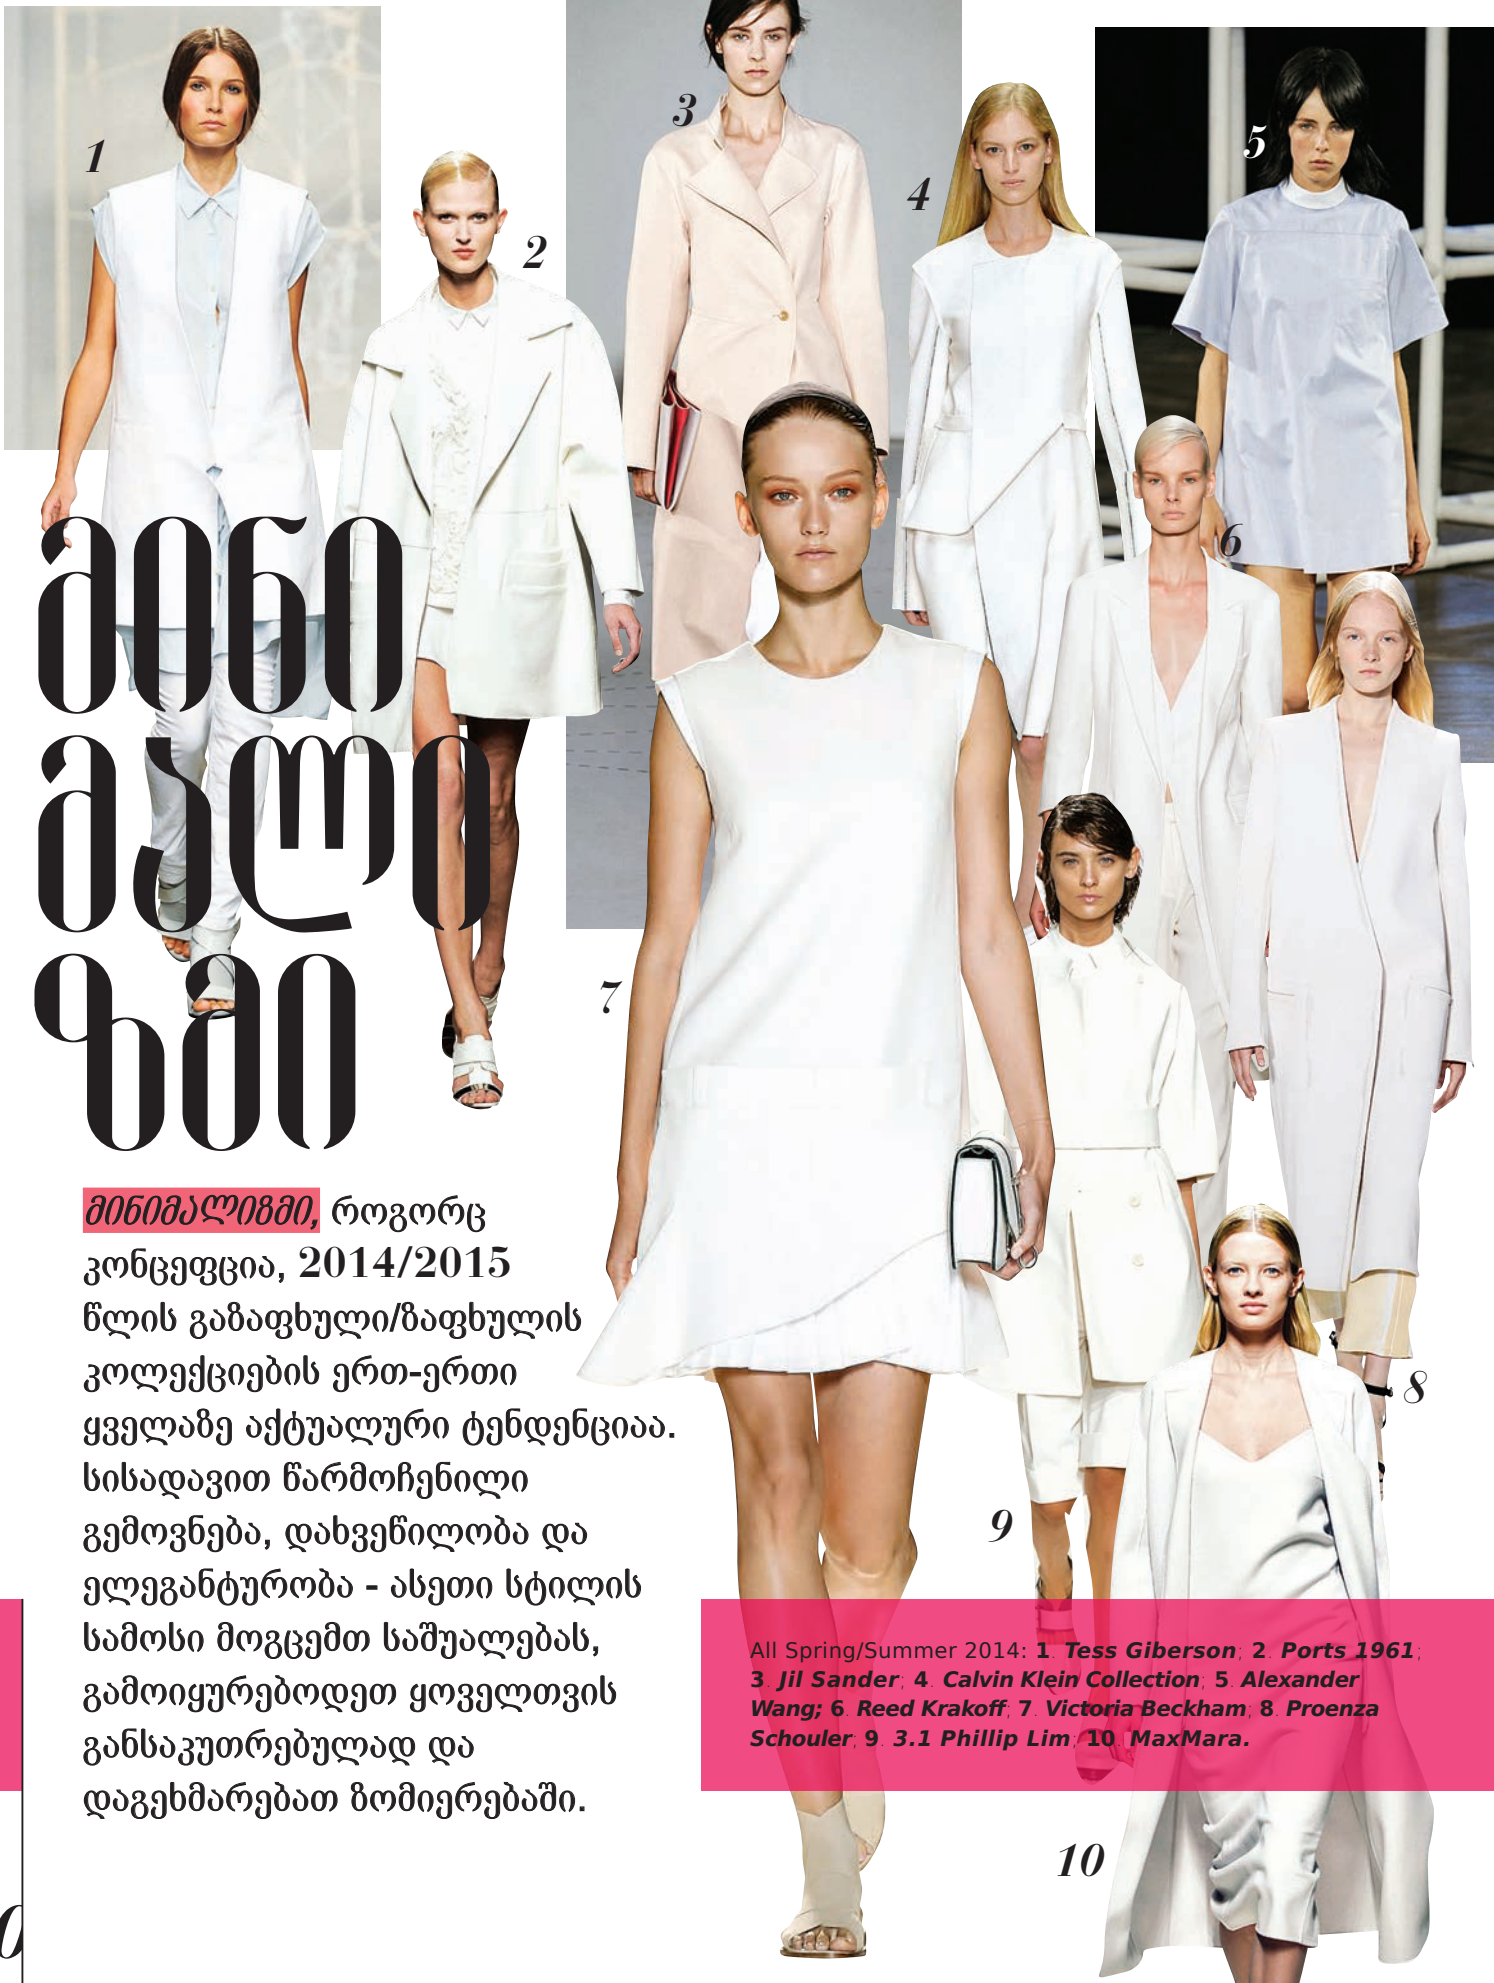 1
2
3
4
5
6
მინი
მალი
ზმი
7
8
9
10
მინიმალიზმი, როგორც
კონცეფცია, 2014/2015
წლის გაზაფხული/ზაფხულის
კოლექციების ერთ-ერთი
ყველაზე აქტუალური ტენდენციაა.
სისადავით წარმოჩენილი
გემოვნება, დახვეწილობა და
ელეგანტურობა - ასეთი სტილის
სამოსი მოგცემთ საშუალებას,
გამოიყურებოდეთ ყოველთვის
განსაკუთრებულად და
დაგეხმარებათ ზომიერებაში.
All Spring/Summer 2014: 1. Tess Giberson; 2. Ports 1961;
3. Jil Sander; 4. Calvin Klein Collection; 5. Alexander
Wang; 6. Reed Krakoff; 7. Victoria Beckham; 8. Proenza
Schouler; 9. 3.1 Phillip Lim; 10. MaxMara.